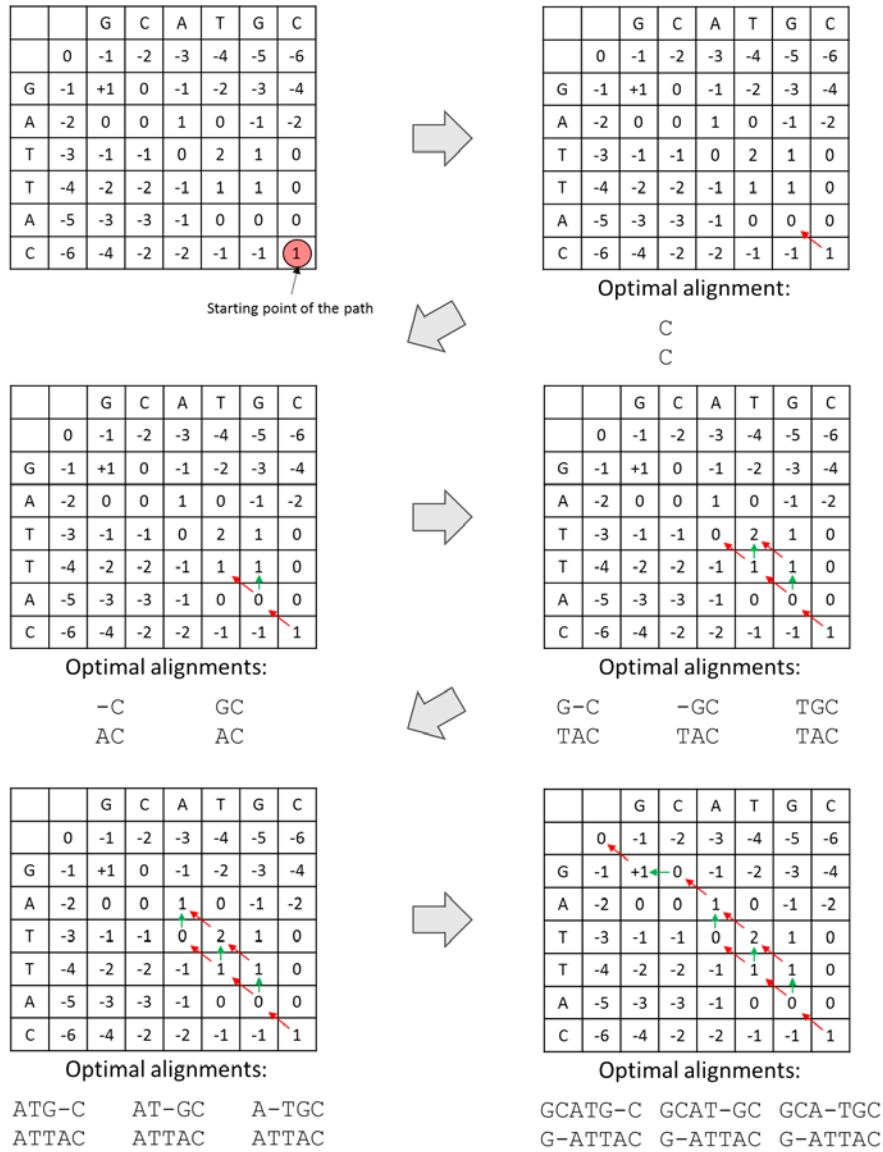 G C A T G C
0 -1 -2 -3 -4 -5 -6
G -1 +1 0 -1 -2 -3 -4
A -2 0 0 1 0 -1 -2
T -3 -1 -1 0 2 1 0
T -4 -2 -2 -1 1 1 0
A -5 -3 -3 -1 0 0 0
C -6 -4 -2 -2 -1 -1 1
Starting point of the path
G C A T G C
0 -1 -2 -3 -4 -5 -6
G -1 +1 0 -1 -2 -3 -4
A -2 0 0 1 0 -1 -2
T -3 -1 -1 0 2 1 0
T -4 -2 -2 -1 1 1 0
A -5 -3 -3 -1 0 0 0
C -6 -4 -2 -2 -1 -1 1
Optimal alignment:
C
C
G C A T G C
0 -1 -2 -3 -4 -5 -6
G -1 +1 0 -1 -2 -3 -4
A -2 0 0 1 0 -1 -2
T -3 -1 -1 0 2 1 0
T -4 -2 -2 -1 1 1 0
A -5 -3 -3 -1 0 0 0
C -6 -4 -2 -2 -1 -1 1
Optimal alignments:
-C GC
AC AC
G C A T G C
0 -1 -2 -3 -4 -5 -6
G -1 +1 0 -1 -2 -3 -4
A -2 0 0 1 0 -1 -2
T -3 -1 -1 0 2 1 0
T -4 -2 -2 -1 1 1 0
A -5 -3 -3 -1 0 0 0
C -6 -4 -2 -2 -1 -1 1
Optimal alignments:
G-C -GC TGC
TAC TAC TAC
G C A T G C
0 -1 -2 -3 -4 -5 -6
G -1 +1 0 -1 -2 -3 -4
A -2 0 0 1 0 -1 -2
T -3 -1 -1 0 2 1 0
T -4 -2 -2 -1 1 1 0
A -5 -3 -3 -1 0 0 0
C -6 -4 -2 -2 -1 -1 1
Optimal alignments:
ATG-C AT-GC A-TGC
ATTAC ATTAC ATTAC
G C A T G C
0 -1 -2 -3 -4 -5 -6
G -1 +1 0 -1 -2 -3 -4
A -2 0 0 1 0 -1 -2
T -3 -1 -1 0 2 1 0
T -4 -2 -2 -1 1 1 0
A -5 -3 -3 -1 0 0 0
C -6 -4 -2 -2 -1 -1 1
Optimal alignments:
GCATG-C GCAT-GC GCA-TGC
G-ATTAC G-ATTAC G-ATTAC